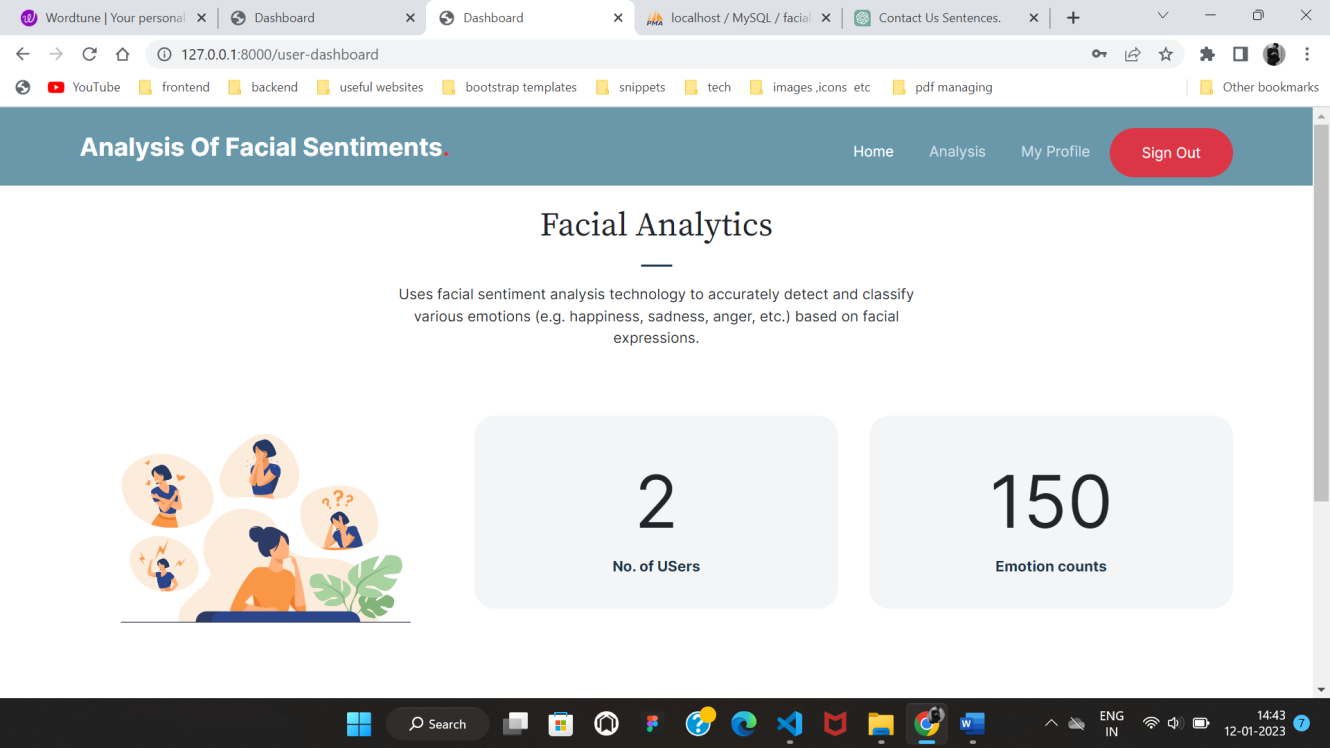 Wordtune | Your personal
Dashboard
Dashboard
localhost / MySQL / facial
Contact Us Sentences.
127.0.0.1:8000/user-dashboard
YouTube
frontend
backend
useful websites
bootstrap templates
snippets
tech
images ,icons etc
pdf managing
Other bookmarks
Analysis Of Facial Sentiments.
Home
Analysis
My Profile
Sign Out
Facial Analytics
Uses facial sentiment analysis technology to accurately detect and classify
various emotions (e.g. happiness, sadness, anger, etc.) based on facial
expressions.
???
2
No. of USers
150
Emotion counts
Search
ENG
IN
14:43
12-01-2023
7